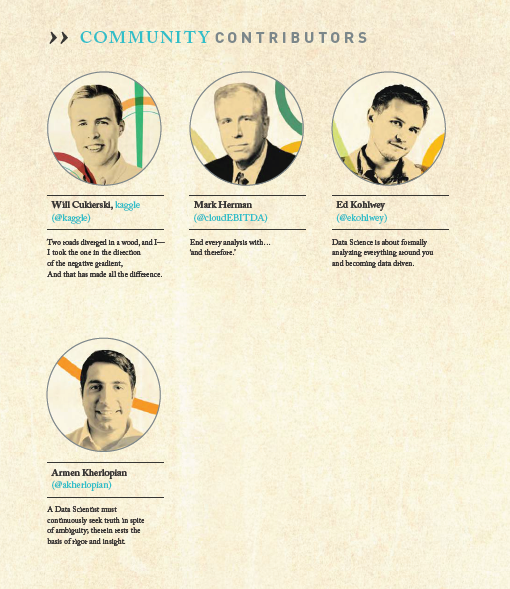 ›› COMMUNITY CONTRIBUTORS
Will Cukierski, kaggle
(@kaggle)
Two roads diverged in a wood, and I—
I took the one in the direction
of the negative gradient,
And that has made all the difference.
Mark Herman
(@cloudEBITDA)
End every analysis with…
‘and therefore.’
Ed Kohlwey
(@ekohlwey)
Data Science is about formally
analyzing everything around you
and becoming data driven.
Armen Kherlopian
(@akherlopian)
A Data Scientist must
continuously seek truth in spite
of ambiguity; therein rests the
basis of rigor and insight.